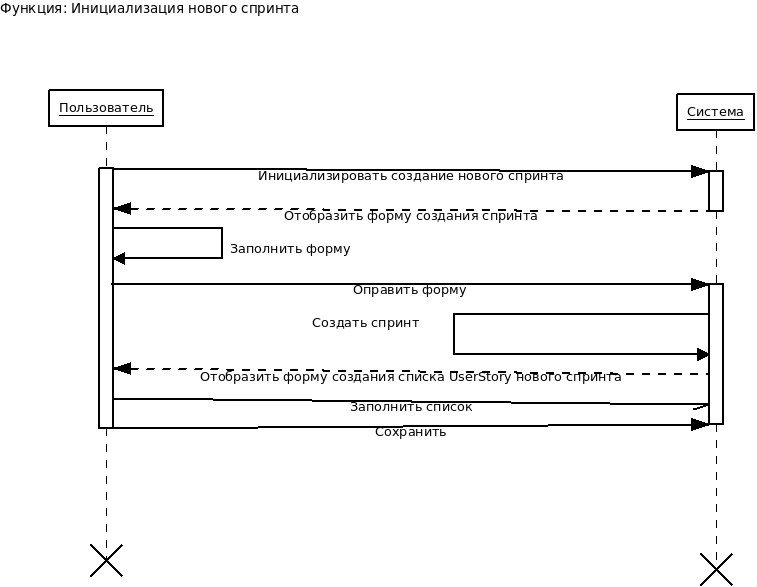 Функция: Инициализация нового спринта
Пользователь
Система
Инициализировать создание нового спринта
Отобразить форму создания спринта
Заполнить форму
Оправить форму
Создать спринт
Отобразить форму создания списка UserStory нового спринта
Заполнить список
Сохранить